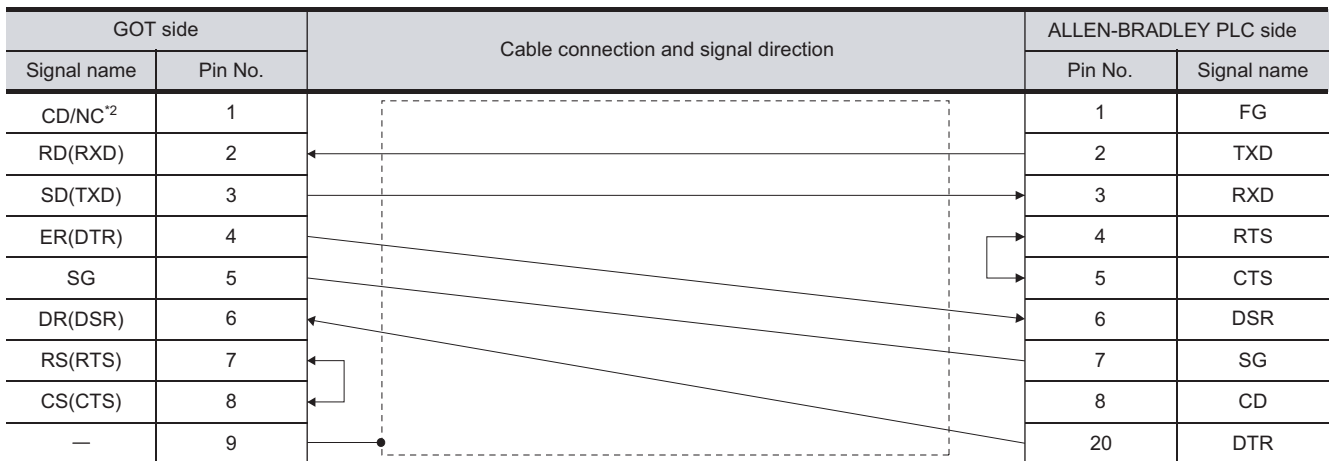 GOT side Cable connection and signal direction ALLEN-BRADLEY PLC side
Signal name Pin No. Pin No. Signal name
CD/NC*2 1 1 FG
RD(RXD) 2 2 TXD
SD(TXD) 3 3 RXD
ER(DTR) 4 4 RTS
SG 5 5 CTS
DR(DSR) 6 6 DSR
RS(RTS) 7 7 SG
CS(CTS) 8 8 CD
— 9 20 DTR